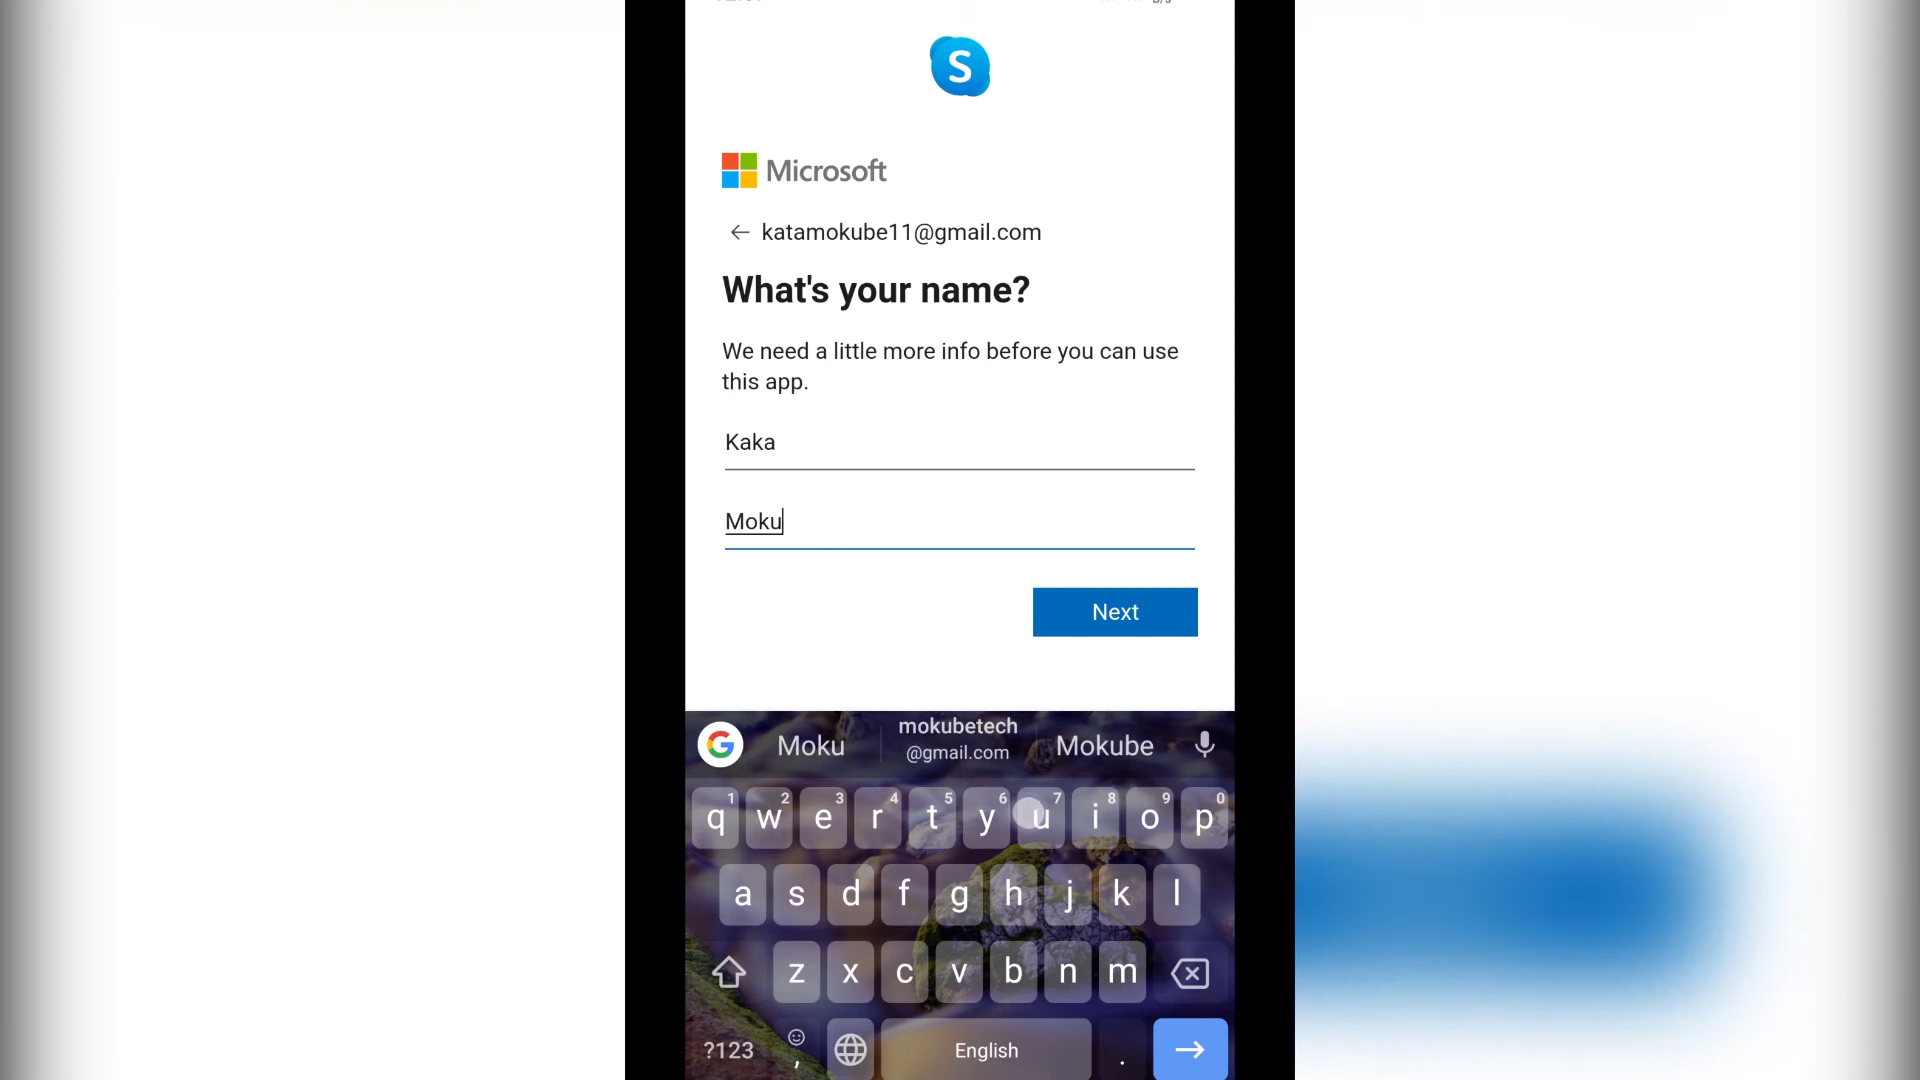 S
Microsoft
← katamokube11@gmail.com
What's your name?
We need a little more info before you can use
this app.
Kaka
Moku
Next
G Moku mokubetech Mokube
@gmail.com
1 2 3 4 5 6 7 8 9 0
q w e r t y u i o p
a s d f g h j k l
z x c v b n m
?123 , English . →